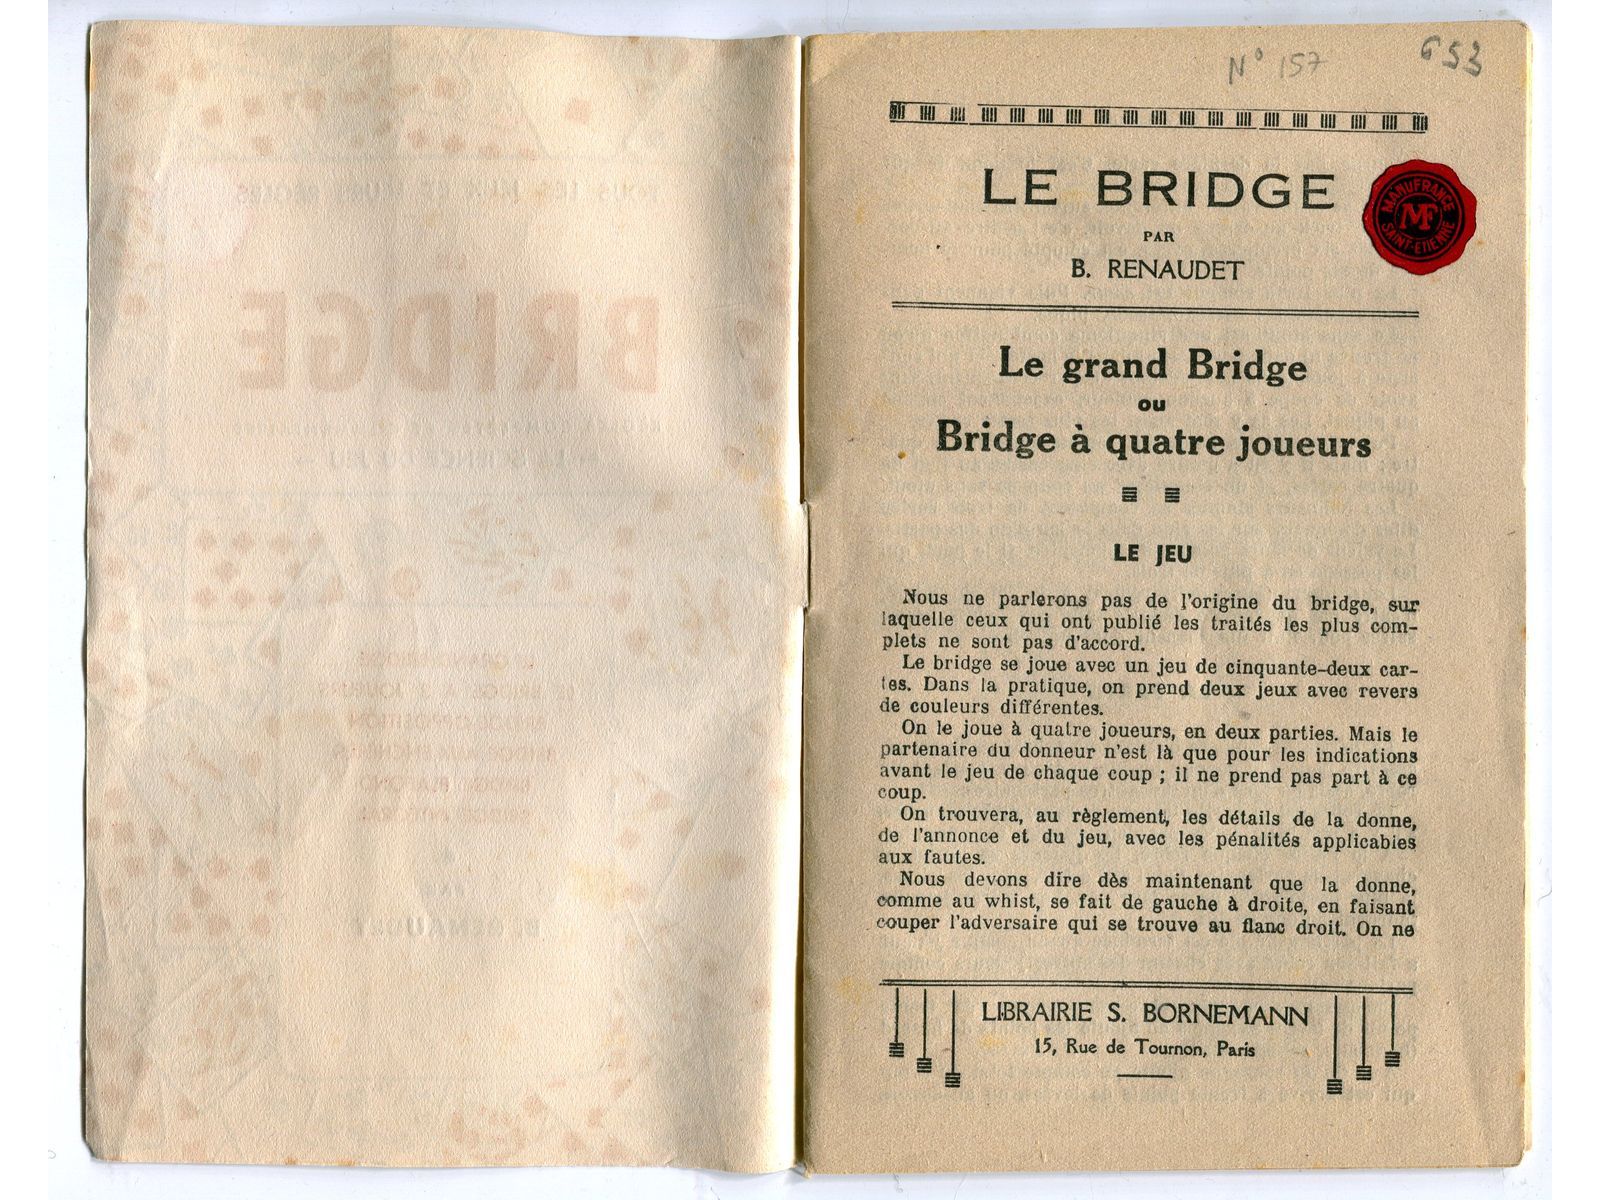 N° 157
653
LE BRIDGE
PAR
B. RENAUDET
MANUFRANCE
MF
SAINT-ETIENNE
Le grand Bridge
ou
Bridge à quatre joueurs
LE JEU
Nous ne parlerons pas de l'origine du bridge, sur
laquelle ceux qui ont publié les traités les plus com-
plets ne sont pas d'accord.
Le bridge se joue avec un jeu de cinquante-deux car-
tes. Dans la pratique, on prend deux jeux avec revers
de couleurs différentes.
On le joue à quatre joueurs, en deux parties. Mais le
partenaire du donneur n'est là que pour les indications
avant le jeu de chaque coup ; il ne prend pas part à ce
coup.
On trouvera, au règlement, les détails de la donne,
de l'annonce et du jeu, avec les pénalités applicables
aux fautes.
Nous devons dire dès maintenant que la donne,
comme au whist, se fait de gauche à droite, en faisant
couper l'adversaire qui se trouve au flanc droit. On ne
LIBRAIRIE S. BORNEMANN
15, Rue de Tournon, Paris
BRIDGE